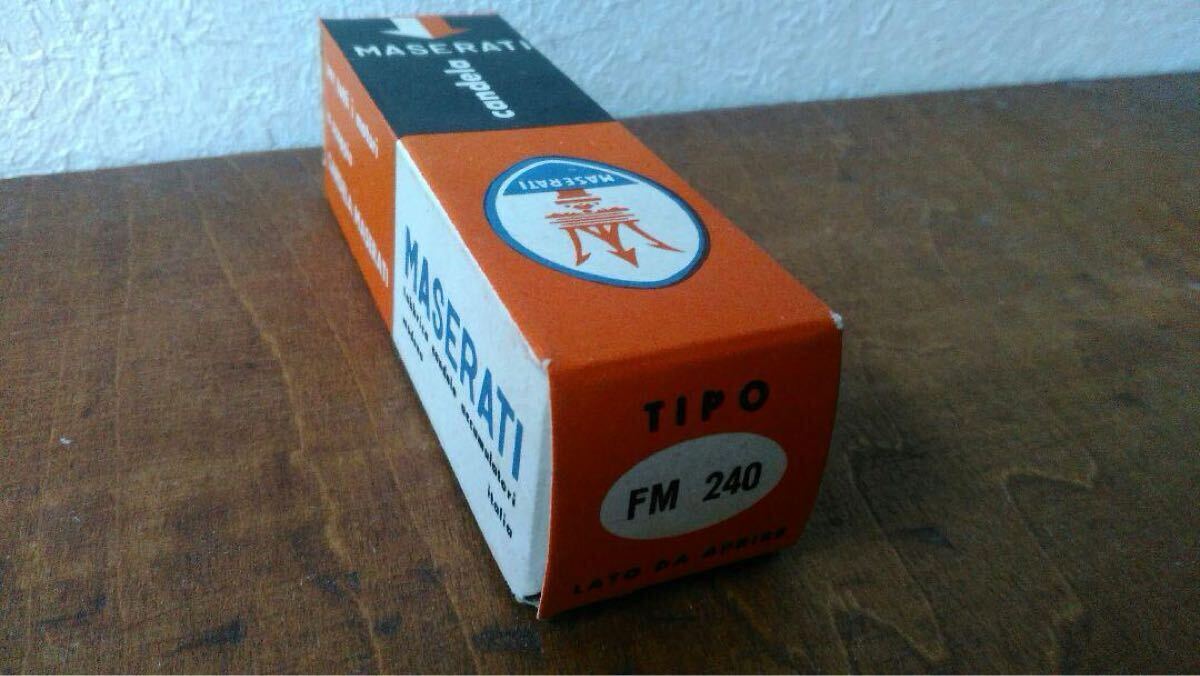 MASERATI
candela
MASERATI
MASERATI
fabbrica candele accumulatori
modena
italia
TIPO
FM 240
LATO DA APRIRE